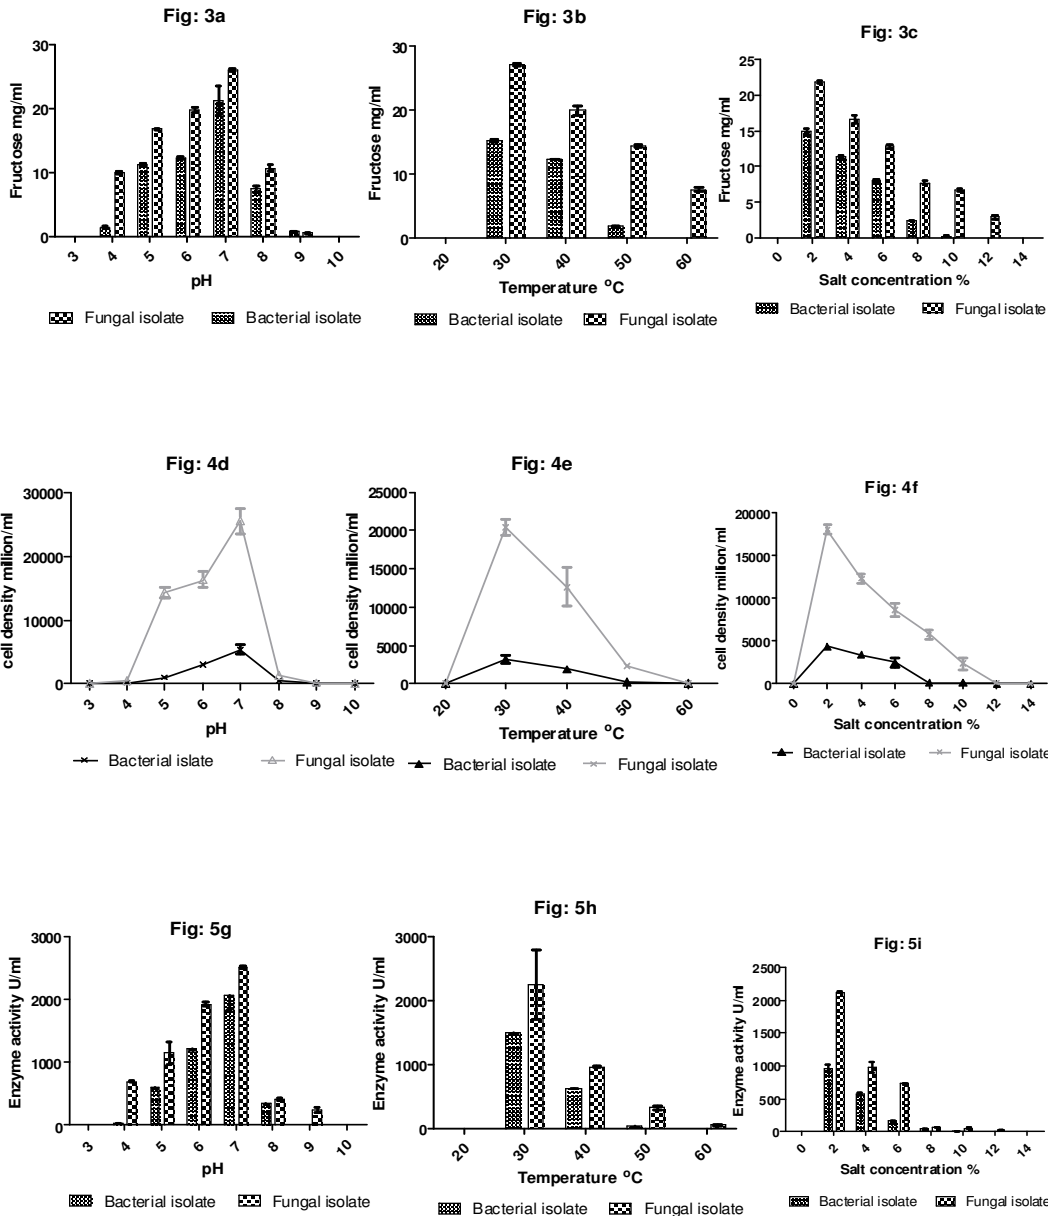 Fig: 3a
Fructose mg/ml
30
20
10
0
3 4 5 6 7 8 9 10
pH
Fungal isolate Bacterial isolate
Fig: 3b
Fructose mg/ml
30
20
10
0
20 30 40 50 60
Temperature °C
Bacterial isolate Fungal isolate
Fig: 3c
Fructose mg/ml
25
20
15
10
5
0
0 2 4 6 8 10 12 14
Salt concentration %
Bacterial isolate Fungal isolate
Fig: 4d
cell density million/ml
30000
20000
10000
0
3 4 5 6 7 8 9 10
pH
Bacterial islate Fungal isolate
Fig: 4e
cell density million/ml
25000
20000
15000
10000
5000
0
20 30 40 50 60
Temperature °C
Bacterial isolate Fungal isolate
Fig: 4f
cell density million/ml
20000
15000
10000
5000
0
0 2 4 6 8 10 12 14
Salt concentration %
Bacterial isolate Fungal isolate
Fig: 5g
Enzyme activity U/ml
3000
2000
1000
0
3 4 5 6 7 8 9 10
pH
Bacterial isolate Fungal isolate
Fig: 5h
Enzyme activity U/ml
3000
2000
1000
0
20 30 40 50 60
Temperature °C
Bacterial isolate Fungal isolate
Fig: 5i
Enzyme activity U/ml
2500
2000
1500
1000
500
0
0 2 4 6 8 10 12 14
Salt concentration %
Bacterial isolate Fungal isolate